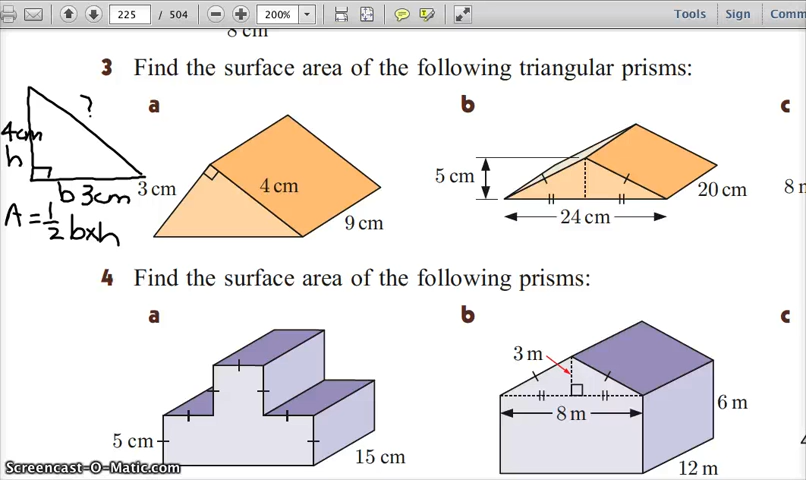 225 / 504
200%
Tools
Sign
Comm
8 cm
3 Find the surface area of the following triangular prisms:
a
b
c
?
4cm
h
b 3cm
A = 1/2 b×h
3 cm
4 cm
9 cm
5 cm
24 cm
20 cm
8 m
4 Find the surface area of the following prisms:
a
b
c
5 cm
15 cm
3 m
8 m
6 m
12 m
4
Screencast-O-Matic.com